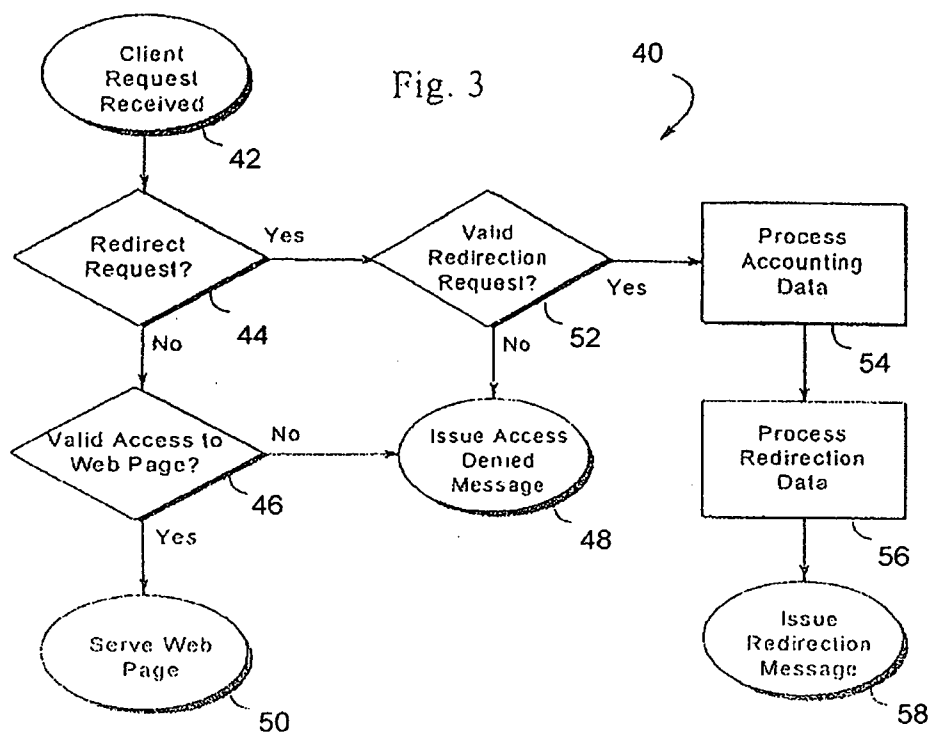 Client
Request
Received
42
Fig. 3
40
Redirect
Request?
44
Yes
No
Valid
Redirection
Request?
52
Yes
No
Process
Accounting
Data
54
Valid Access to
Web Page?
46
No
Yes
Issue Access
Denied
Message
48
Process
Redirection
Data
56
Serve Web
Page
50
Issue
Redirection
Message
58